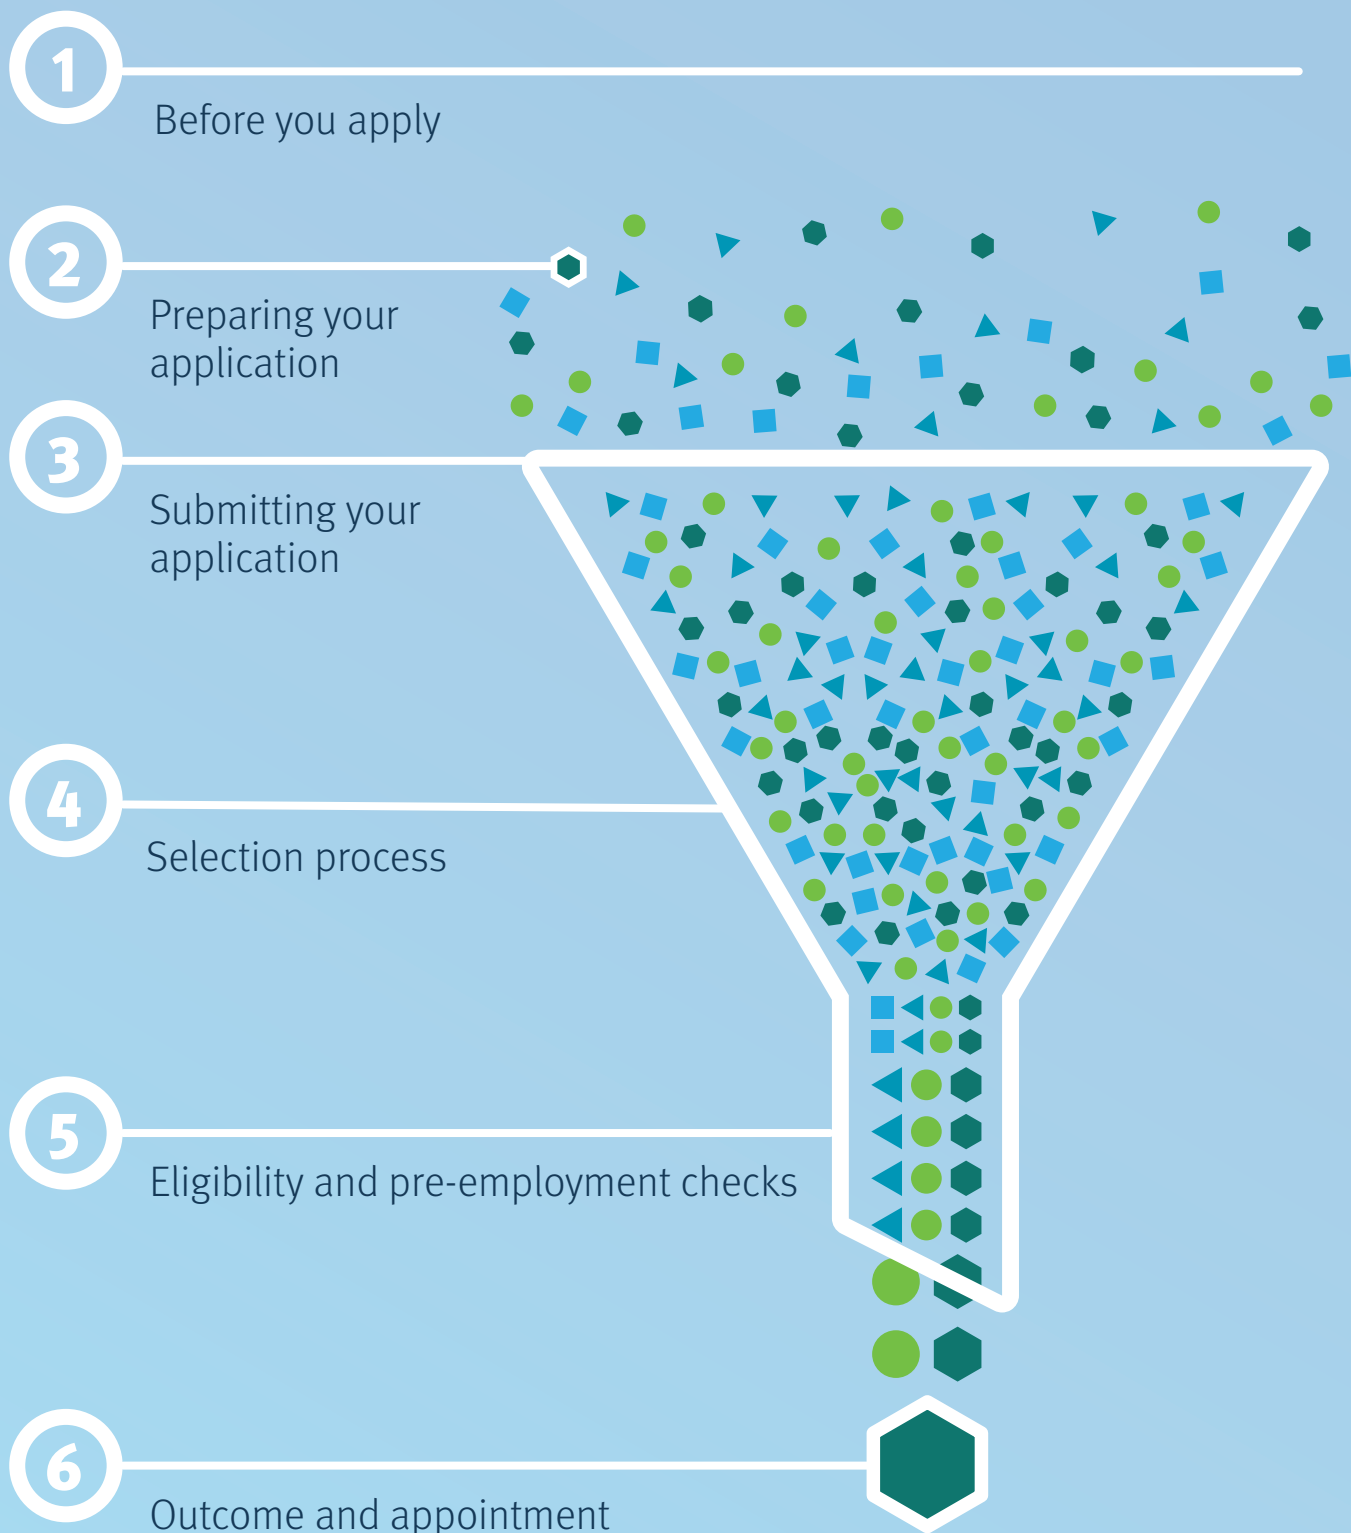 1
Before you apply
2
Preparing your
application
3
Submitting your
application
4
Selection process
5
Eligibility and pre-employment checks
6
Outcome and appointment